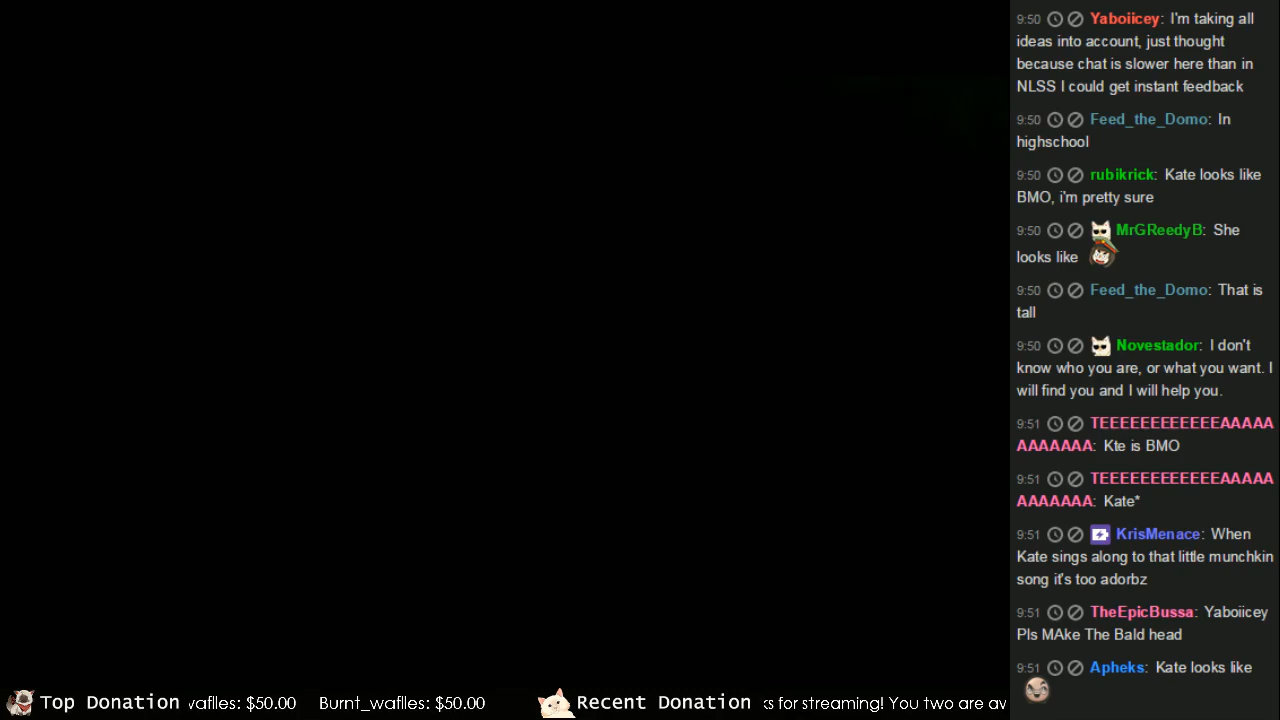 9:50 Yaboiicey: I'm taking all
ideas into account, just thought
because chat is slower here than in
NLSS I could get instant feedback
9:50 Feed_the_Domo: In
highschool
9:50 rubikrick: Kate looks like
BMO, i'm pretty sure
9:50 MrGReedyB: She
looks like
9:50 Feed_the_Domo: That is
tall
9:50 Novestador: I don't
know who you are, or what you want. I
will find you and I will help you.
9:51 TEEEEEEEEEEEEAAAAA
AAAAAAA: Kte is BMO
9:51 TEEEEEEEEEEEEAAAAA
AAAAAAA: Kate*
9:51 KrisMenace: When
Kate sings along to that little munchkin
song it's too adorbz
9:51 TheEpicBussa: Yaboiicey
Pls MAke The Bald head
9:51 Apheks: Kate looks like
Top Donation $50.00 Burnt_waflles: $50.00 Recent Donation for streaming! You two are